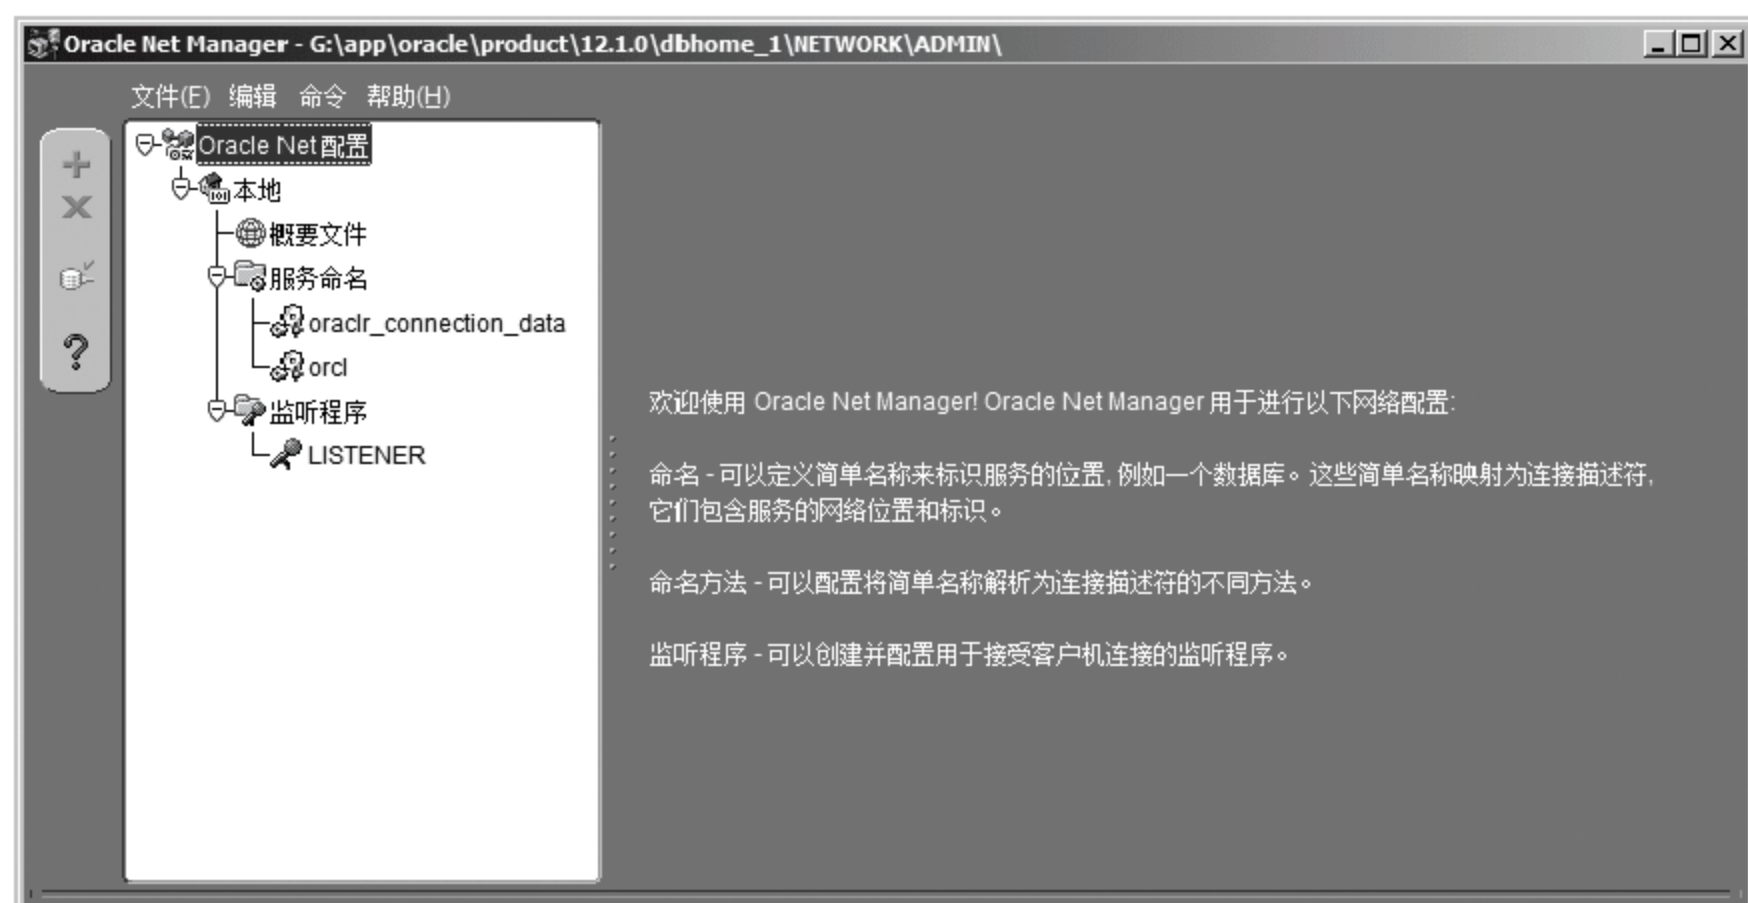 Oracle Net Manager - G:\app\oracle\product\12.1.0\dbhome_1\NETWORK\ADMIN\
文件(F) 编辑 命令 帮助(H)
Oracle Net 配置
本地
概要文件
服务命名
oraclr_connection_data
orcl
监听程序
LISTENER
欢迎使用 Oracle Net Manager! Oracle Net Manager 用于进行以下网络配置:
命名 - 可以定义简单名称来标识服务的位置, 例如一个数据库。这些简单名称映射为连接描述符,
它们包含服务的网络位置和标识。
命名方法 - 可以配置将简单名称解析为连接描述符的不同方法。
监听程序 - 可以创建并配置用于接受客户机连接的监听程序。